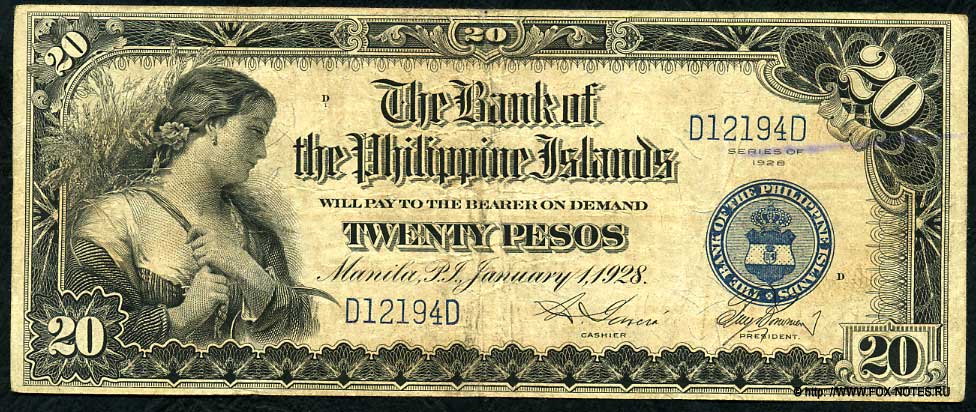 20
20
20
D
The Bank of
the Philippine Islands
D12194D
SERIES OF
1928
WILL PAY TO THE BEARER ON DEMAND
TWENTY PESOS
THE BANK OF THE PHILIPPINE ISLANDS
Manila, P.I. January 1, 1928.
D
D12194D
CASHIER
PRESIDENT.
20
20
© http://WWW.FOX-NOTES.RU